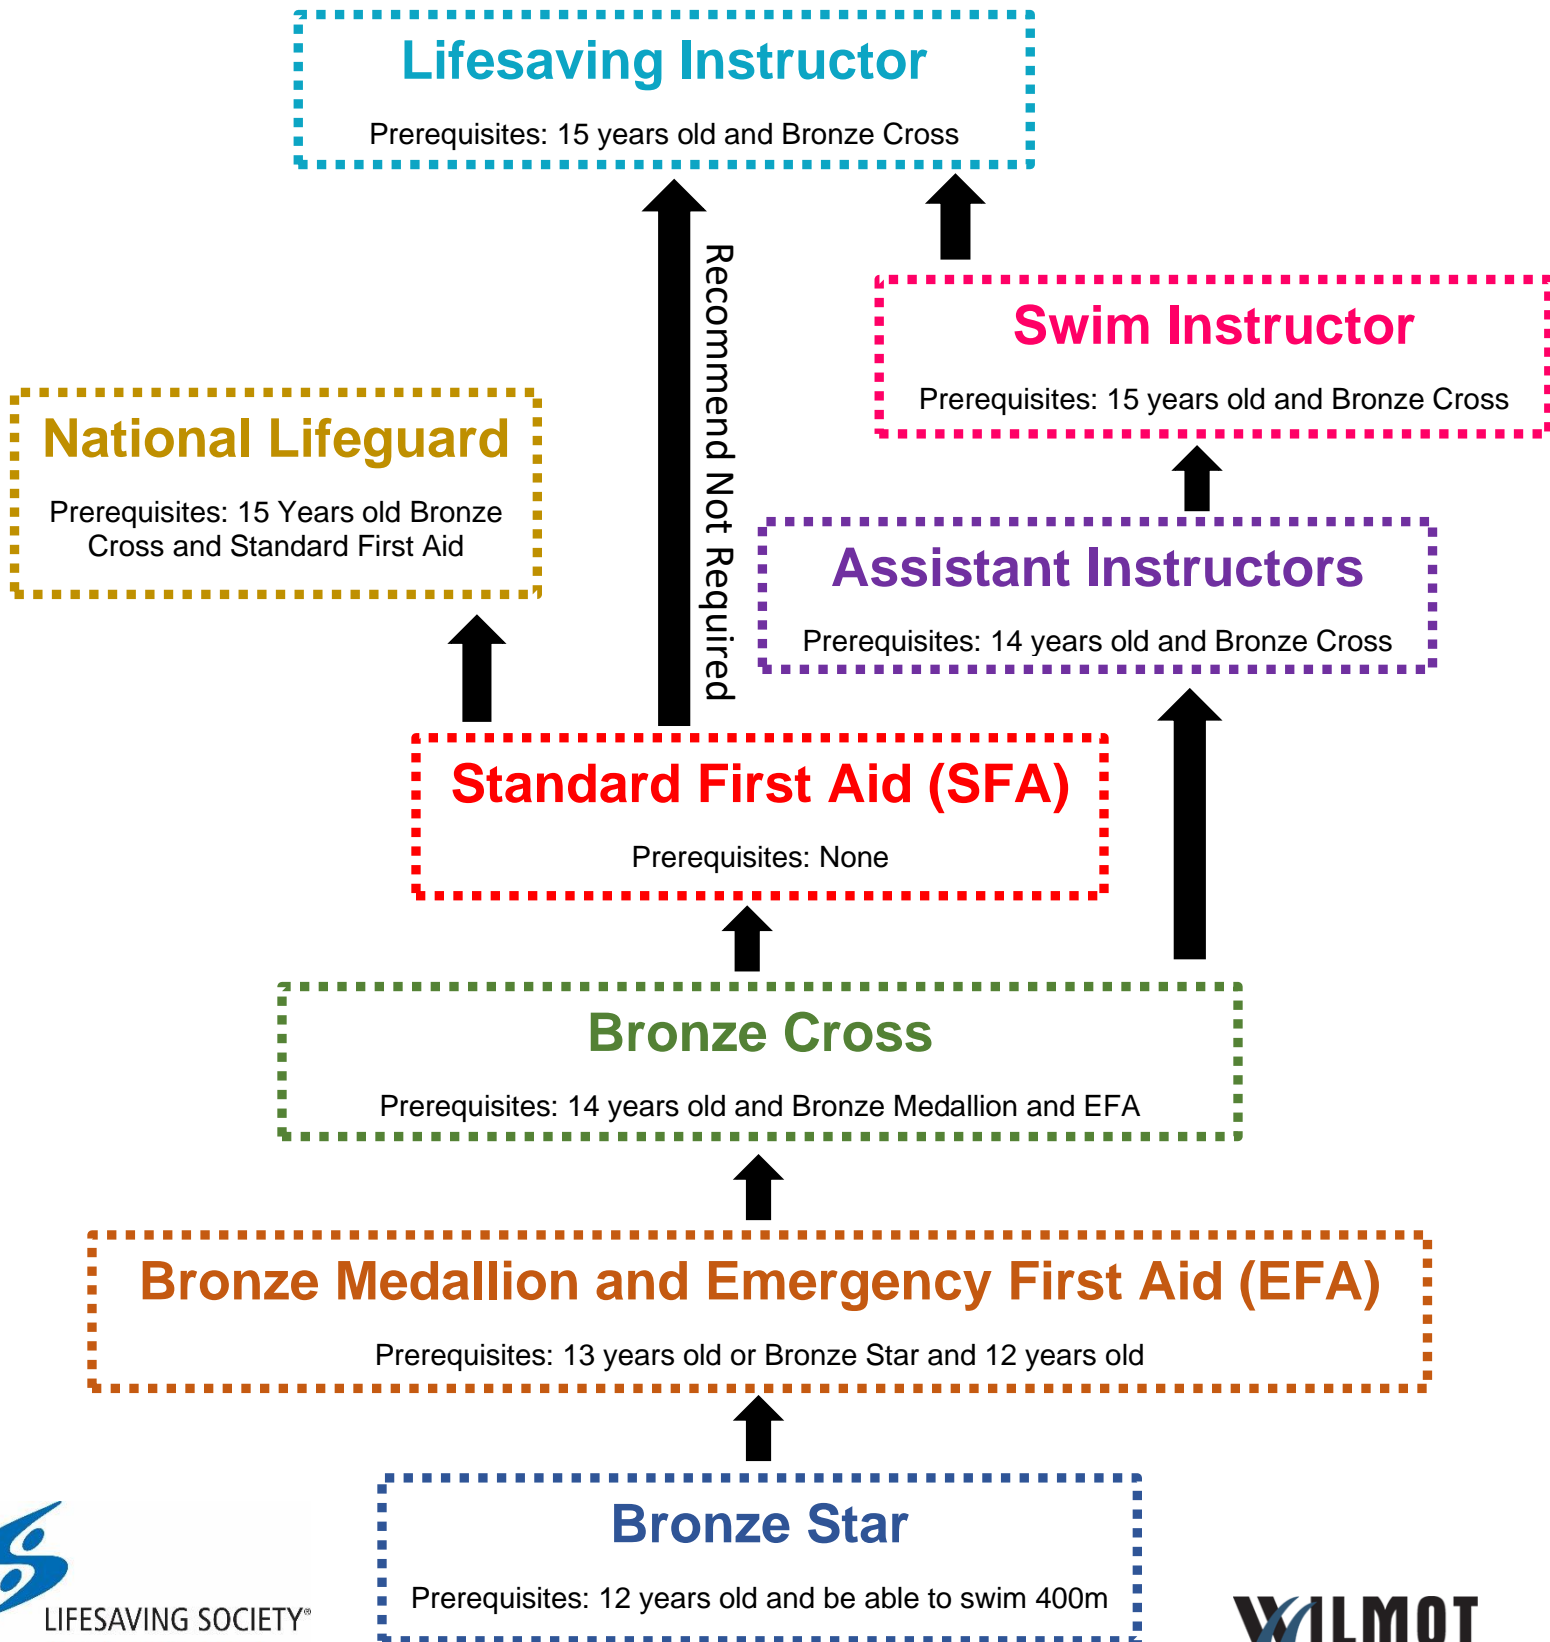 Lifesaving Instructor
Prerequisites: 15 years old and Bronze Cross
Recommend Not Required
Swim Instructor
Prerequisites: 15 years old and Bronze Cross
National Lifeguard
Prerequisites: 15 Years old Bronze
Cross and Standard First Aid
Assistant Instructors
Prerequisites: 14 years old and Bronze Cross
Standard First Aid (SFA)
Prerequisites: None
Bronze Cross
Prerequisites: 14 years old and Bronze Medallion and EFA
Bronze Medallion and Emergency First Aid (EFA)
Prerequisites: 13 years old or Bronze Star and 12 years old
Bronze Star
Prerequisites: 12 years old and be able to swim 400m
LIFESAVING SOCIETY®
WILMOT